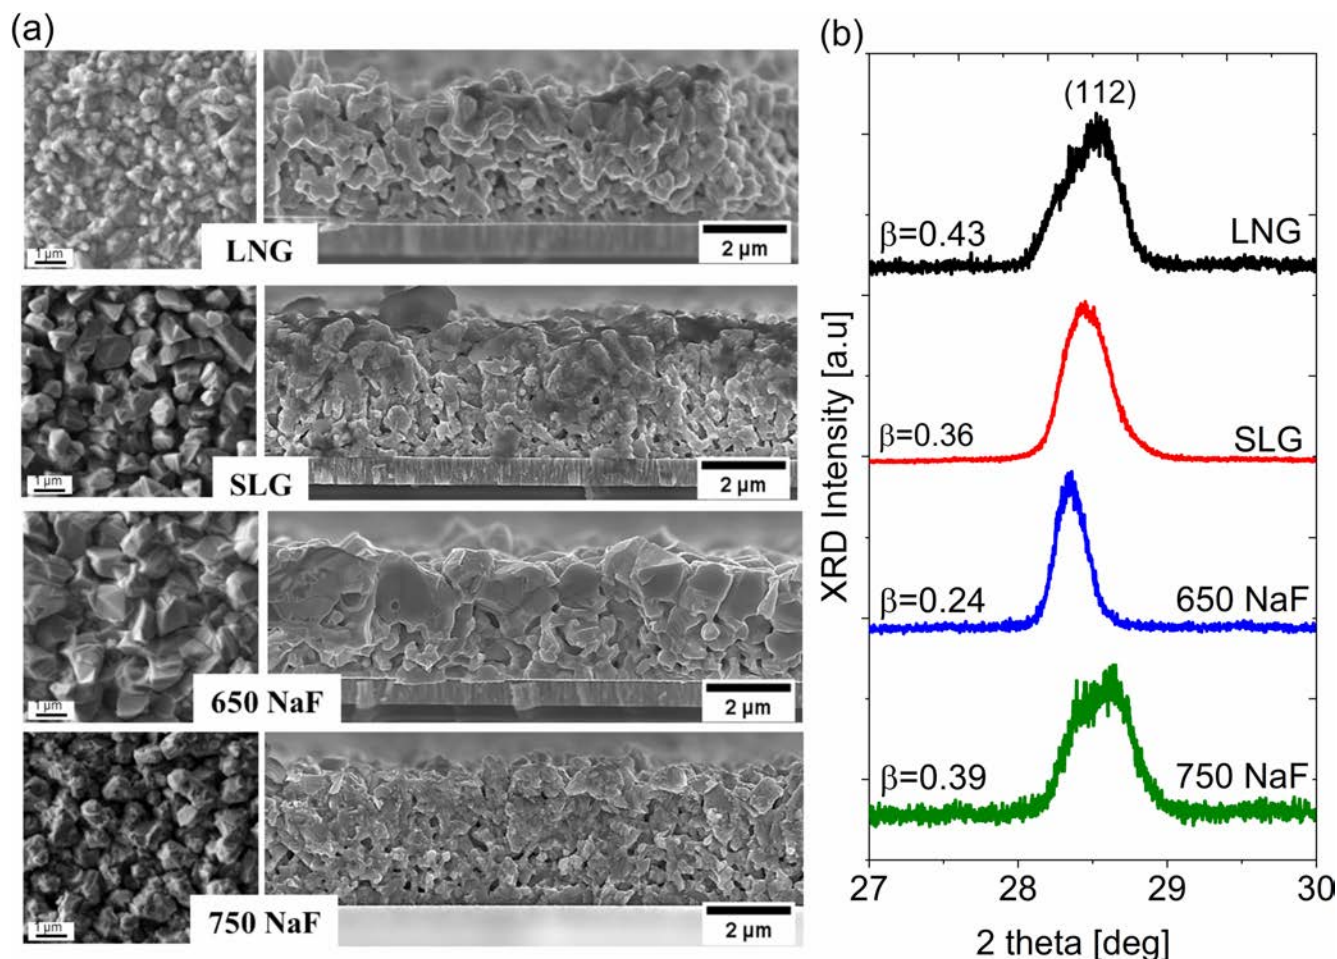 (a)
1 µm
LNG
2 µm
1 µm
SLG
2 µm
1 µm
650 NaF
2 µm
1 µm
750 NaF
2 µm
(b)
(112)
β=0.43
LNG
β=0.36
SLG
β=0.24
650 NaF
β=0.39
750 NaF
XRD Intensity [a.u]
27
28
29
30
2 theta [deg]